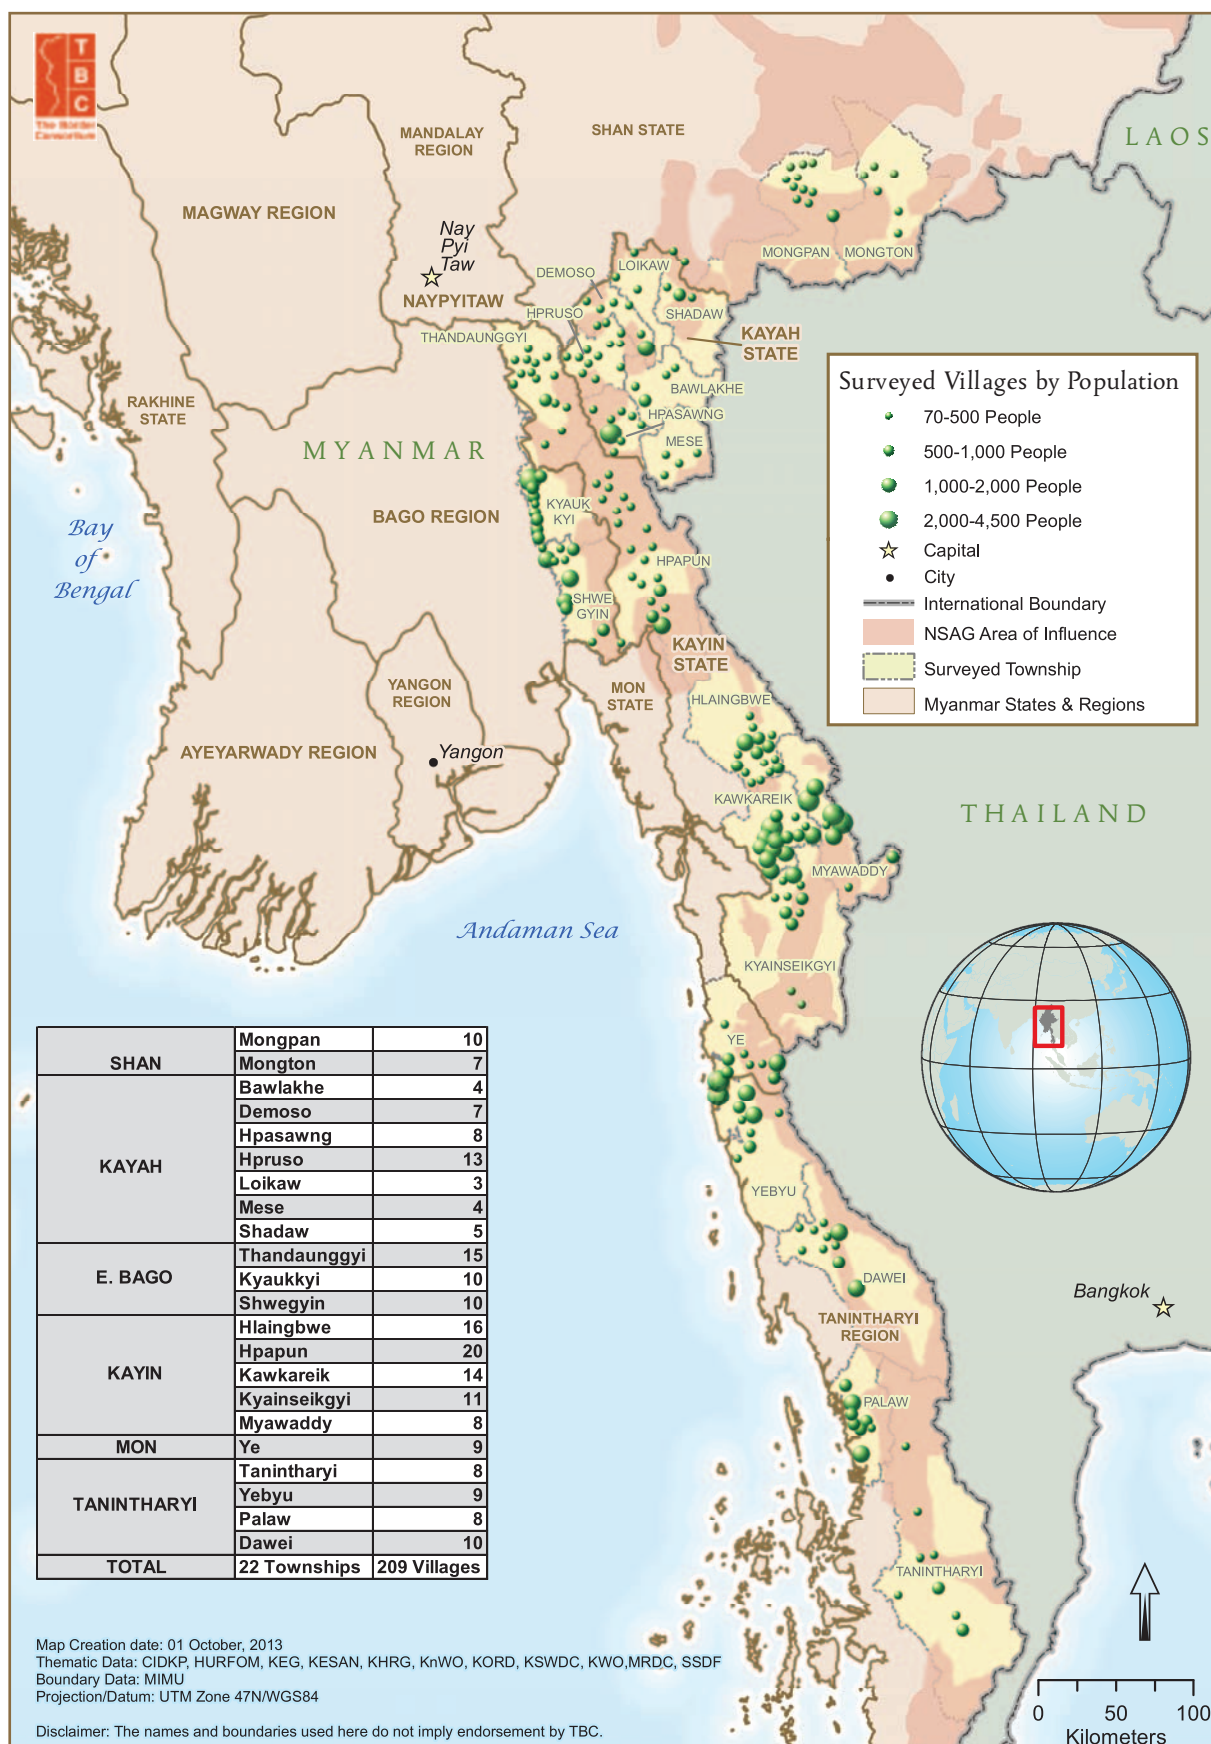 T
B
C
The Border
Consortium
LAOS
SHAN STATE
MANDALAY
REGION
MAGWAY REGION
Nay
Pyi
Taw
NAYPYITAW
MONGPAN
MONGTON
LOIKAW
DEMOSO
HPRUSO
SHADAW
THANDAUNGGYI
KAYAH
STATE
BAWLAKHE
HPASAWNG
MESE
RAKHINE
STATE
MYANMAR
BAGO REGION
KYAUK
KYI
Bay
of
Bengal
HPAPUN
SHWE
GYIN
KAYIN
STATE
MON
STATE
YANGON
REGION
HLAINGBWE
AYEYARWADY REGION
Yangon
KAWKAREIK
THAILAND
MYAWADDY
Andaman Sea
KYAINSEIKGYI
YE
YEBYU
DAWEI
Bangkok
TANINTHARYI
REGION
PALAW
TANINTHARYI
Surveyed Villages by Population
70-500 People
500-1,000 People
1,000-2,000 People
2,000-4,500 People
Capital
City
International Boundary
NSAG Area of Influence
Surveyed Township
Myanmar States & Regions
SHAN Mongpan 10
Mongton 7
KAYAH Bawlakhe 4
Demoso 7
Hpasawng 8
Hpruso 13
Loikaw 3
Mese 4
Shadaw 5
E. BAGO Thandaunggyi 15
Kyaukkyi 10
Shwegyin 10
KAYIN Hlaingbwe 16
Hpapun 20
Kawkareik 14
Kyainseikgyi 11
Myawaddy 8
MON Ye 9
TANINTHARYI Tanintharyi 8
Yebyu 9
Palaw 8
Dawei 10
TOTAL 22 Townships 209 Villages
Map Creation date: 01 October, 2013
Thematic Data: CIDKP, HURFOM, KEG, KESAN, KHRG, KnWO, KORD, KSWDC, KWO,MRDC, SSDF
Boundary Data: MIMU
Projection/Datum: UTM Zone 47N/WGS84
Disclaimer: The names and boundaries used here do not imply endorsement by TBC.
0 50 100
Kilometers